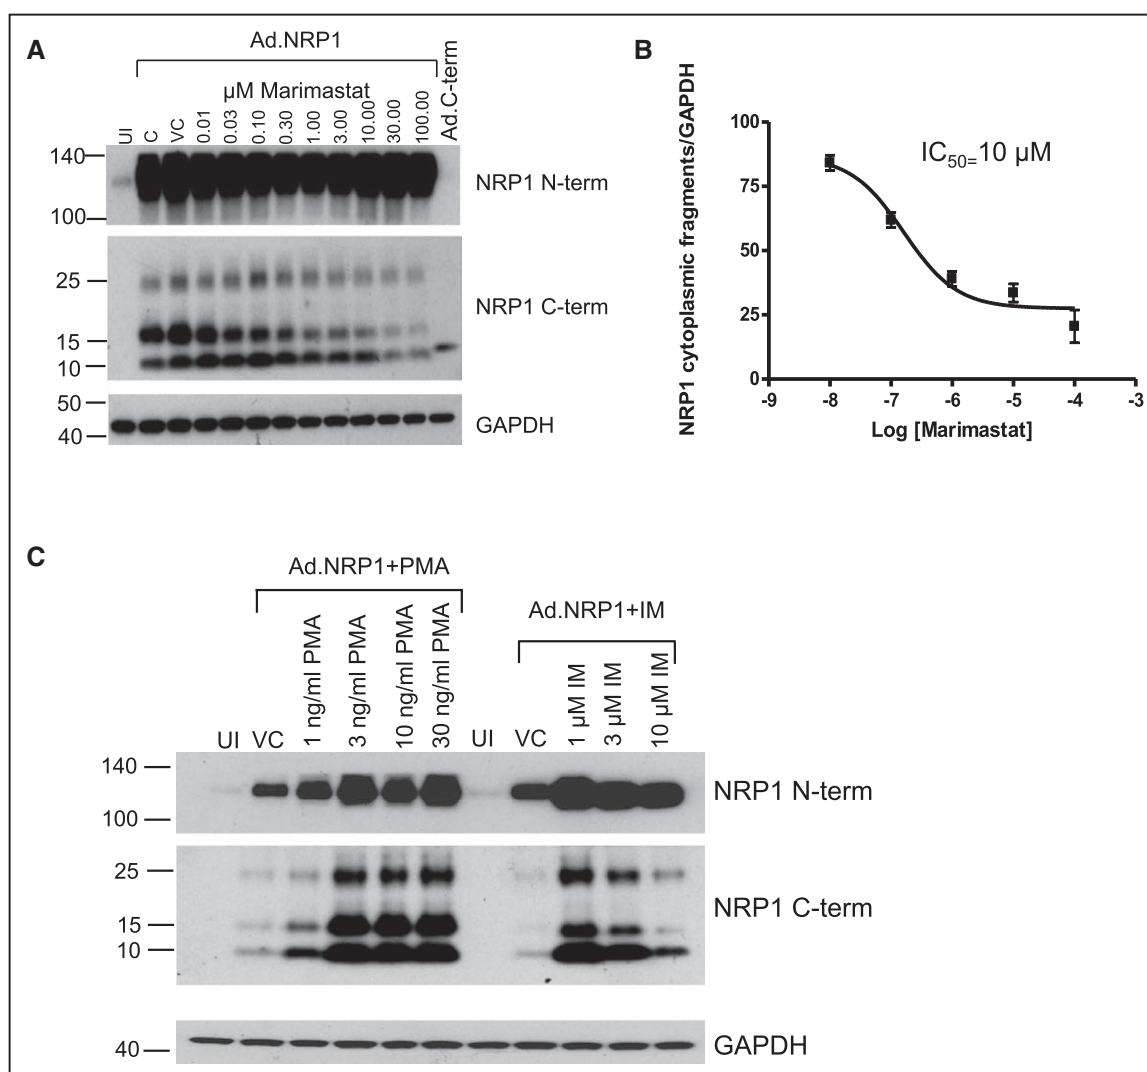 A
Ad.NRP1
µM Marimastat
UI
C
VC
0.01
0.03
0.10
0.30
1.00
3.00
10.00
30.00
100.00
Ad.C-term
140
100
NRP1 N-term
25
15
10
NRP1 C-term
50
40
GAPDH
B
NRP1 cytoplasmic fragments/GAPDH
100
75
50
25
0
IC50=10 µM
-9 -8 -7 -6 -5 -4 -3
Log [Marimastat]
C
Ad.NRP1+PMA
Ad.NRP1+IM
UI
VC
1 ng/ml PMA
3 ng/ml PMA
10 ng/ml PMA
30 ng/ml PMA
UI
VC
1 µM IM
3 µM IM
10 µM IM
140
100
NRP1 N-term
25
15
10
NRP1 C-term
40
GAPDH